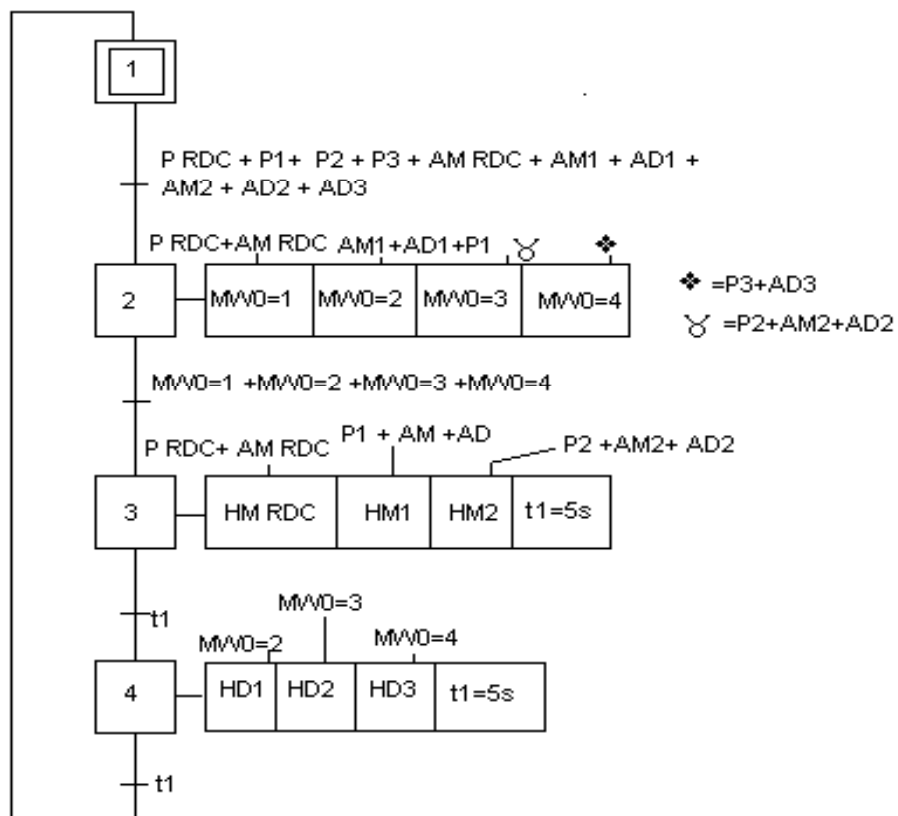 1
P RDC + P1+ P2 + P3 + AM RDC + AM1 + AD1 +
AM2 + AD2 + AD3
P RDC+AM RDC AM1+AD1+P1 ♉ ❖
2 MW0=1 MW0=2 MW0=3 MW0=4
❖ =P3+AD3
♉ =P2+AM2+AD2
MW0=1 +MW0=2 +MW0=3 +MW0=4
P RDC+ AM RDC P1 + AM +AD P2 +AM2+ AD2
3 HM RDC HM1 HM2 t1=5s
t1
MW0=2 MW0=3 MW0=4
4 HD1 HD2 HD3 t1=5s
t1